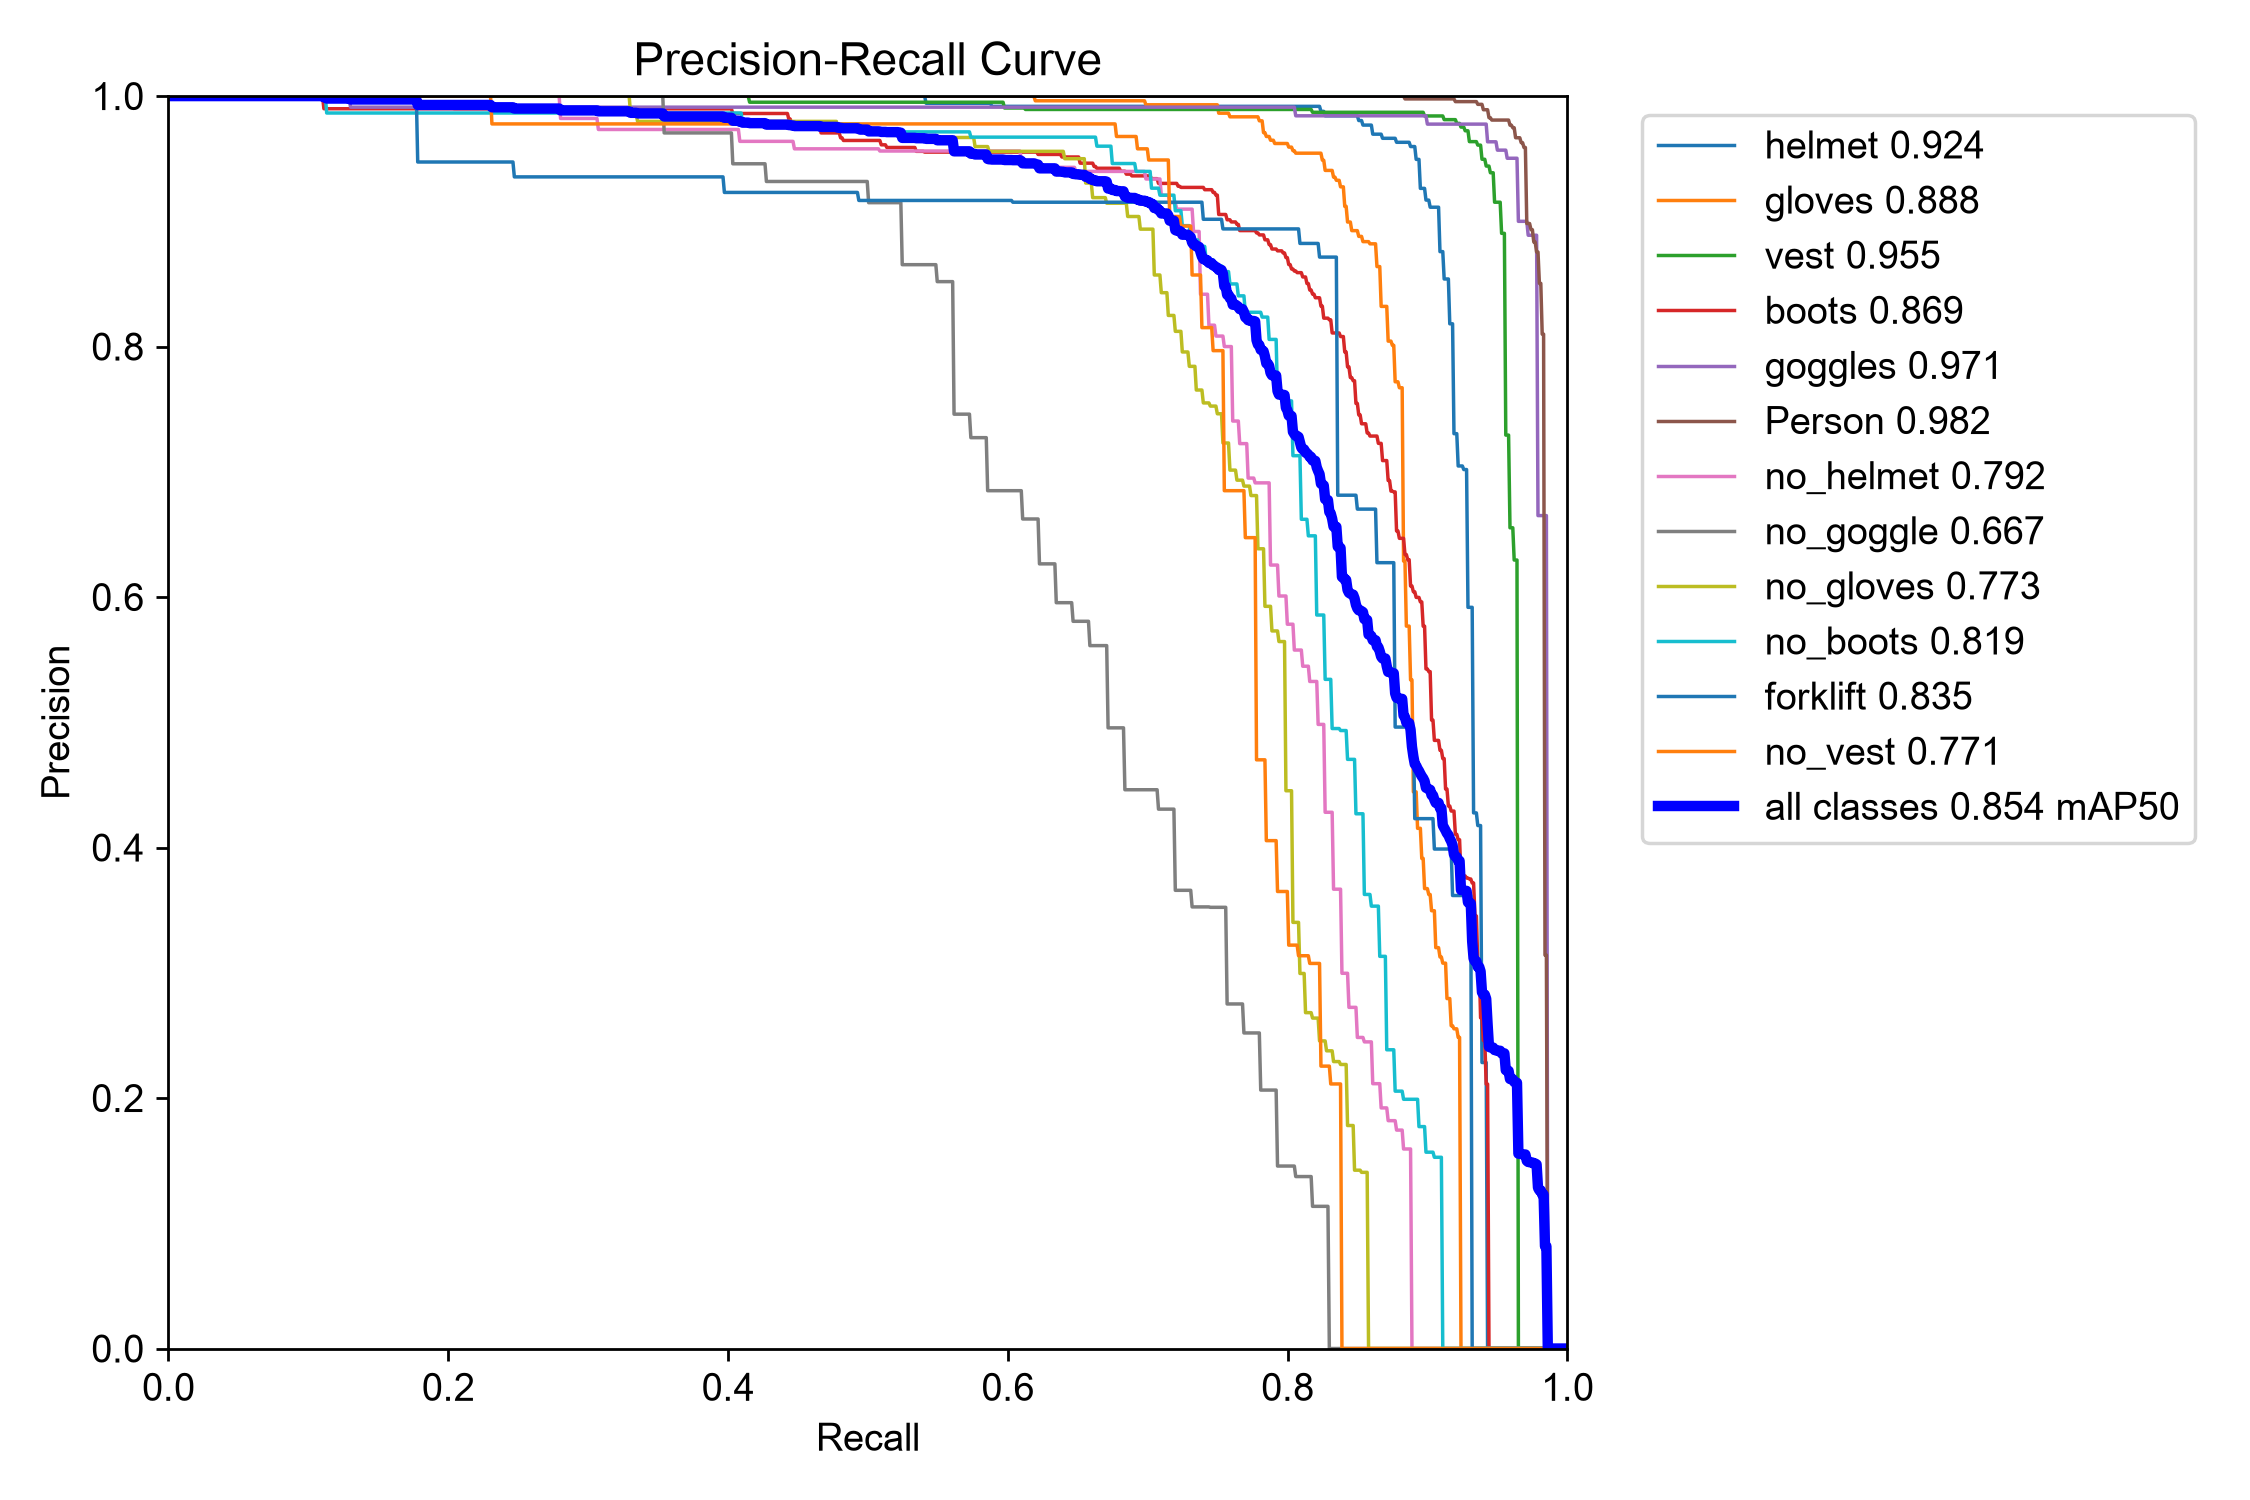 Precision-Recall Curve
1.0
0.8
0.6
0.4
0.2
0.0
Precision
0.0 0.2 0.4 0.6 0.8 1.0
Recall
helmet 0.924
gloves 0.888
vest 0.955
boots 0.869
goggles 0.971
Person 0.982
no_helmet 0.792
no_goggle 0.667
no_gloves 0.773
no_boots 0.819
forklift 0.835
no_vest 0.771
all classes 0.854 mAP50